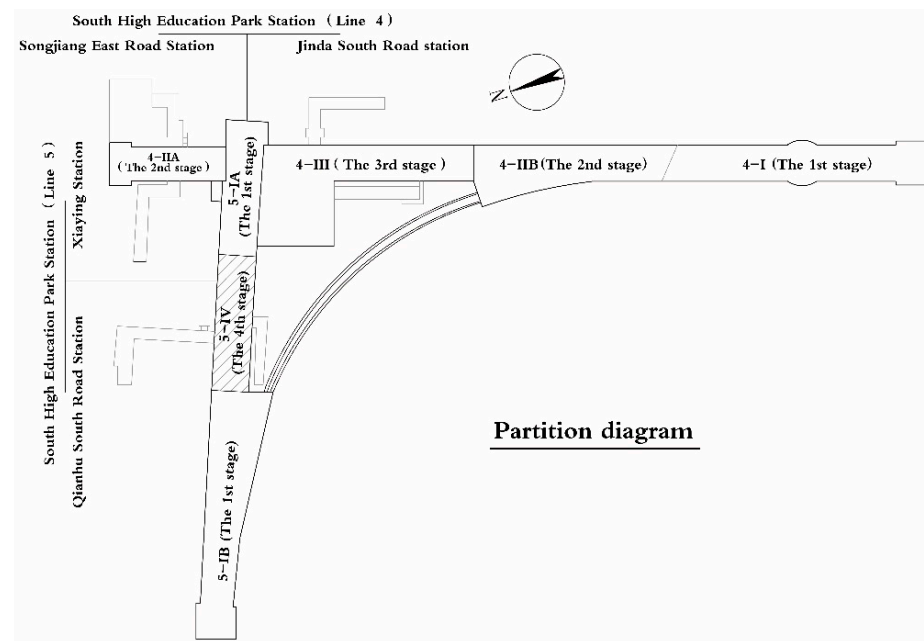 South High Education Park Station ( Line 4 )
Songjiang East Road Station
Jinda South Road station
N
South High Education Park Station ( Line 5 )
Xiaying Station
Qianhu South Road Station
4-IIA
( The 2nd stage )
5-IA
(The 1st stage)
4-III ( The 3rd stage )
4-IIB(The 2nd stage)
4-I (The 1st stage)
5-IV
(The 4th stage)
5-IB (The 1st stage)
Partition diagram